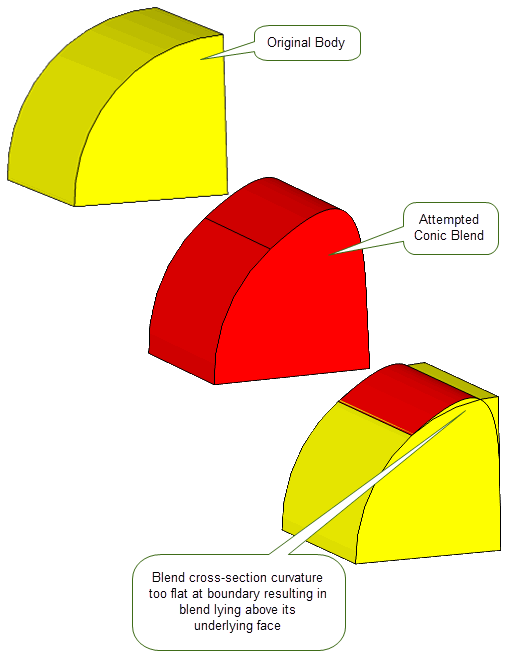 Original Body
Attempted
Conic Blend
Blend cross-section curvature
too flat at boundary resulting in
blend lying above its
underlying face